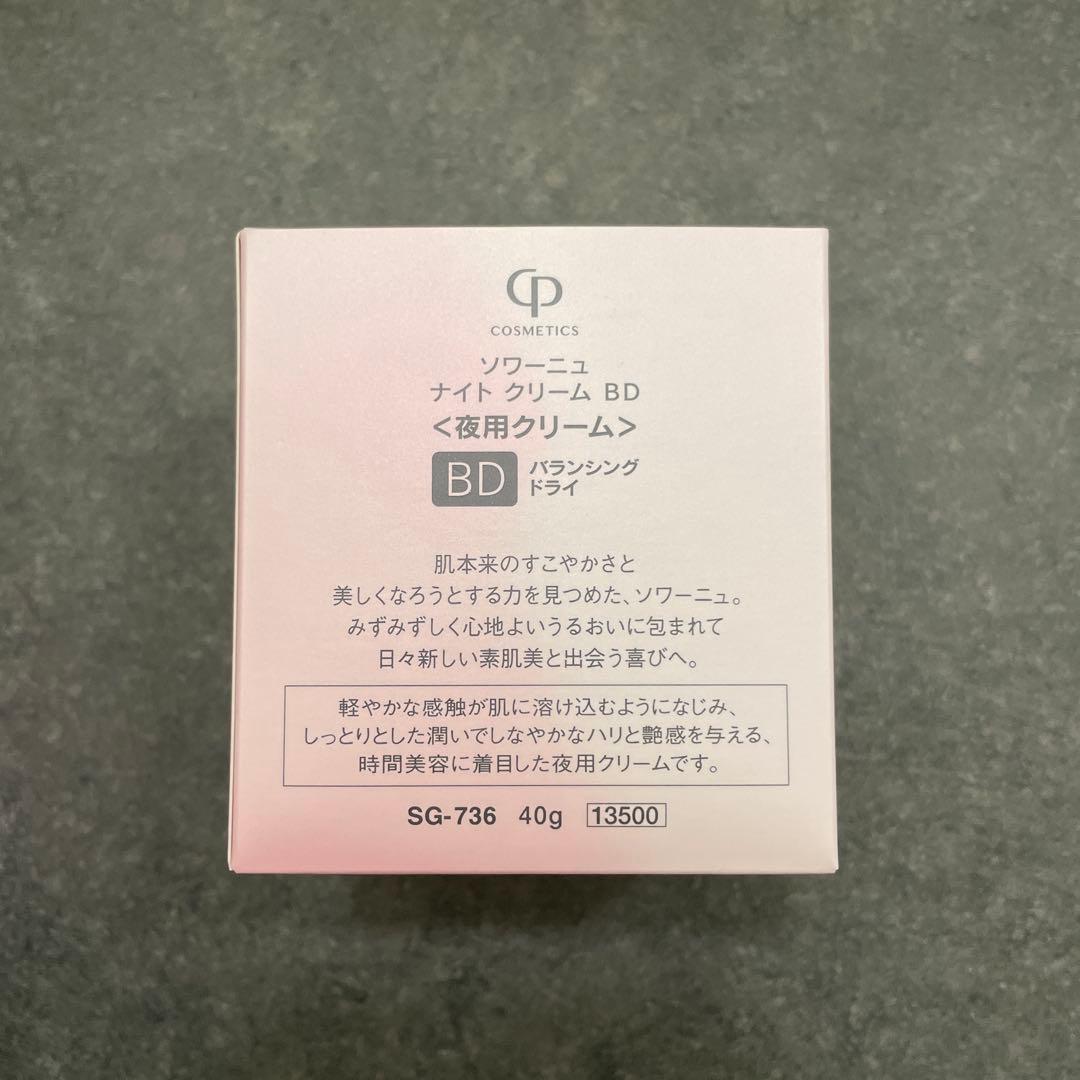 CP
COSMETICS
ソワーニュ
ナイト クリーム BD
<夜用クリーム>
BD バランシング
ドライ
肌本来のすこやかさと
美しくなろうとする力を見つめた、ソワーニュ。
みずみずしく心地よいうるおいに包まれて
日々新しい素肌美と出会う喜びへ。
軽やかな感触が肌に溶け込むようになじみ、
しっとりとした潤いでしなやかなハリと艶感を与える、
時間美容に着目した夜用クリームです。
SG-736 40g 13500